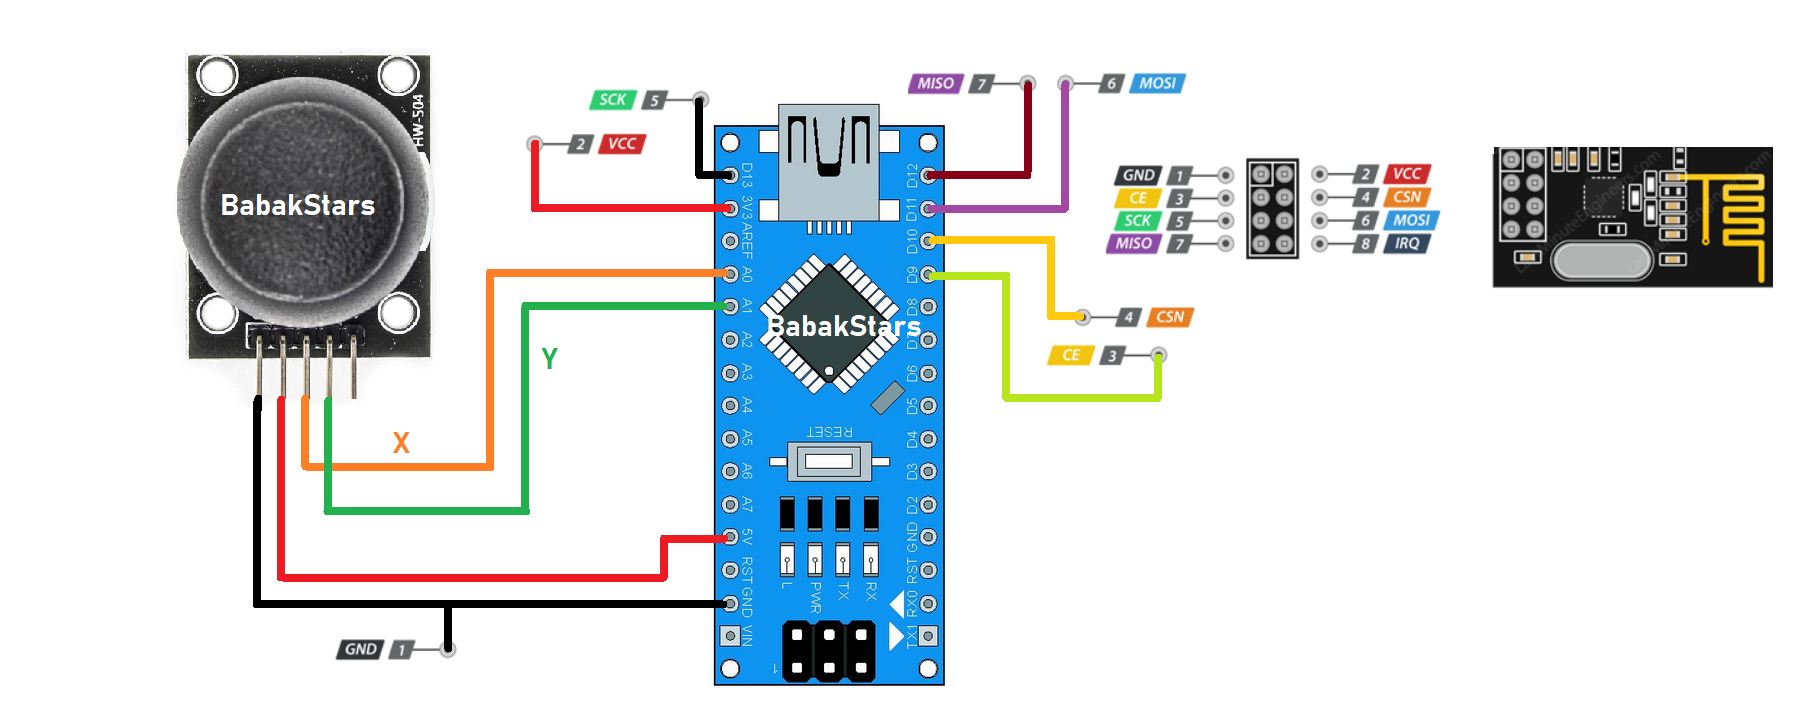 HW-504
BabakStars
X
Y
SCK 5
2 VCC
GND 1
MISO 7
6 MOSI
D13
3V3
AREF
A0
A1
A2
A3
A4
A5
A6
A7
5V
RST
GND
VIN
D12
D11
D10
D9
D8
D7
D6
D5
D4
D3
D2
GND
RST
RX0
TX1
BabakStars
RESET
L
PWR
TX
RX
1
4 CSN
CE 3
GND 1
CE 3
SCK 5
MISO 7
2 VCC
4 CSN
6 MOSI
8 IRQ